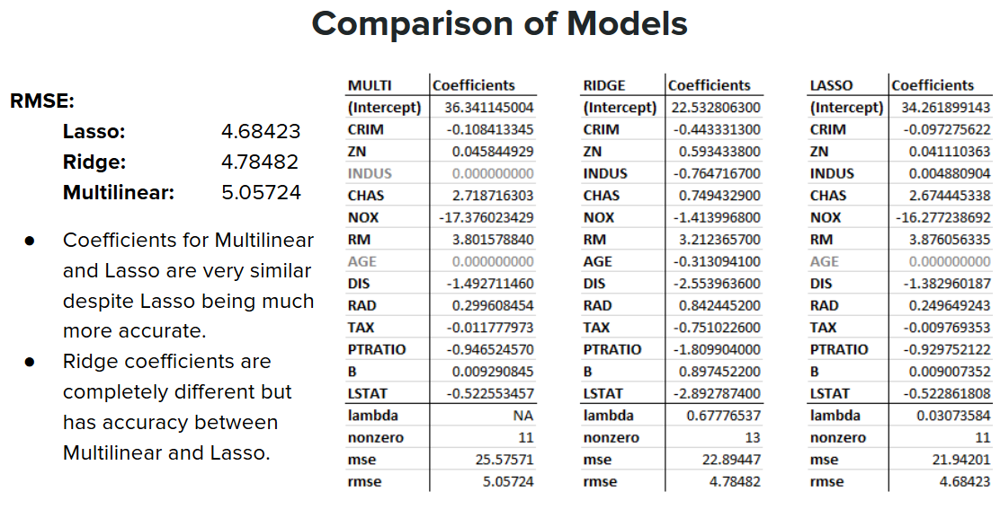 Comparison of Models
RMSE:
Lasso: 4.68423
Ridge: 4.78482
Multilinear: 5.05724
● Coefficients for Multilinear
and Lasso are very similar
despite Lasso being much
more accurate.
● Ridge coefficients are
completely different but
has accuracy between
Multilinear and Lasso.
MULTI Coefficients
(Intercept) 36.341145004
CRIM -0.108413345
ZN 0.045844929
INDUS 0.000000000
CHAS 2.718716303
NOX -17.376023429
RM 3.801578840
AGE 0.000000000
DIS -1.492711460
RAD 0.299608454
TAX -0.011777973
PTRATIO -0.946524570
B 0.009290845
LSTAT -0.522553457
lambda NA
nonzero 11
mse 25.57571
rmse 5.05724
RIDGE Coefficients
(Intercept) 22.532806300
CRIM -0.443331300
ZN 0.593433800
INDUS -0.764716700
CHAS 0.749432900
NOX -1.413996800
RM 3.212365700
AGE -0.313094100
DIS -2.553963600
RAD 0.842445200
TAX -0.751022600
PTRATIO -1.809904000
B 0.897452200
LSTAT -2.892787400
lambda 0.67776537
nonzero 13
mse 22.89447
rmse 4.78482
LASSO Coefficients
(Intercept) 34.261899143
CRIM -0.097275622
ZN 0.041110363
INDUS 0.004880904
CHAS 2.674445338
NOX -16.277238692
RM 3.876056335
AGE 0.000000000
DIS -1.382960187
RAD 0.249649243
TAX -0.009769353
PTRATIO -0.929752122
B 0.009007352
LSTAT -0.522861808
lambda 0.03073584
nonzero 11
mse 21.94201
rmse 4.68423